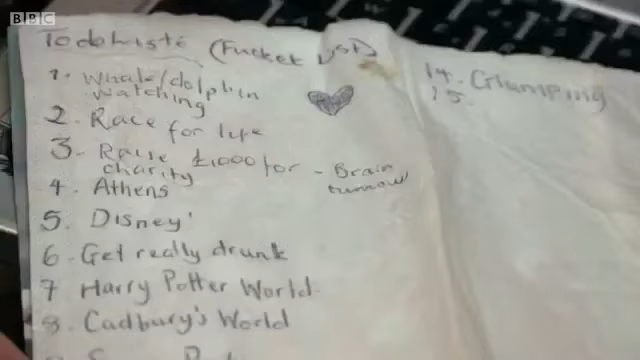 BBC
Todohliste (Fucket List)
1. Whale/dolphin
watching
2. Race for life
3. Raise £1000 for - Brain
charity tumour
4. Athens
5. Disney
6. Get really drunk
7 Harry Potter World
8. Cadbury's World
14. Glamping
15.